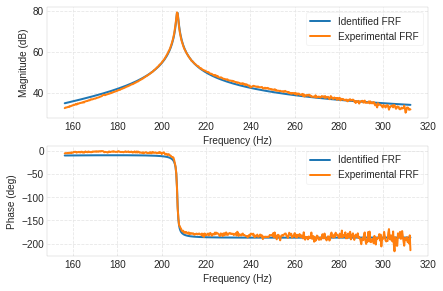 80
60
40
Magnitude (dB)
Identified FRF
Experimental FRF
160 180 200 220 240 260 280 300 320
Frequency (Hz)
0
−50
−100
−150
−200
Phase (deg)
Identified FRF
Experimental FRF
160 180 200 220 240 260 280 300 320
Frequency (Hz)